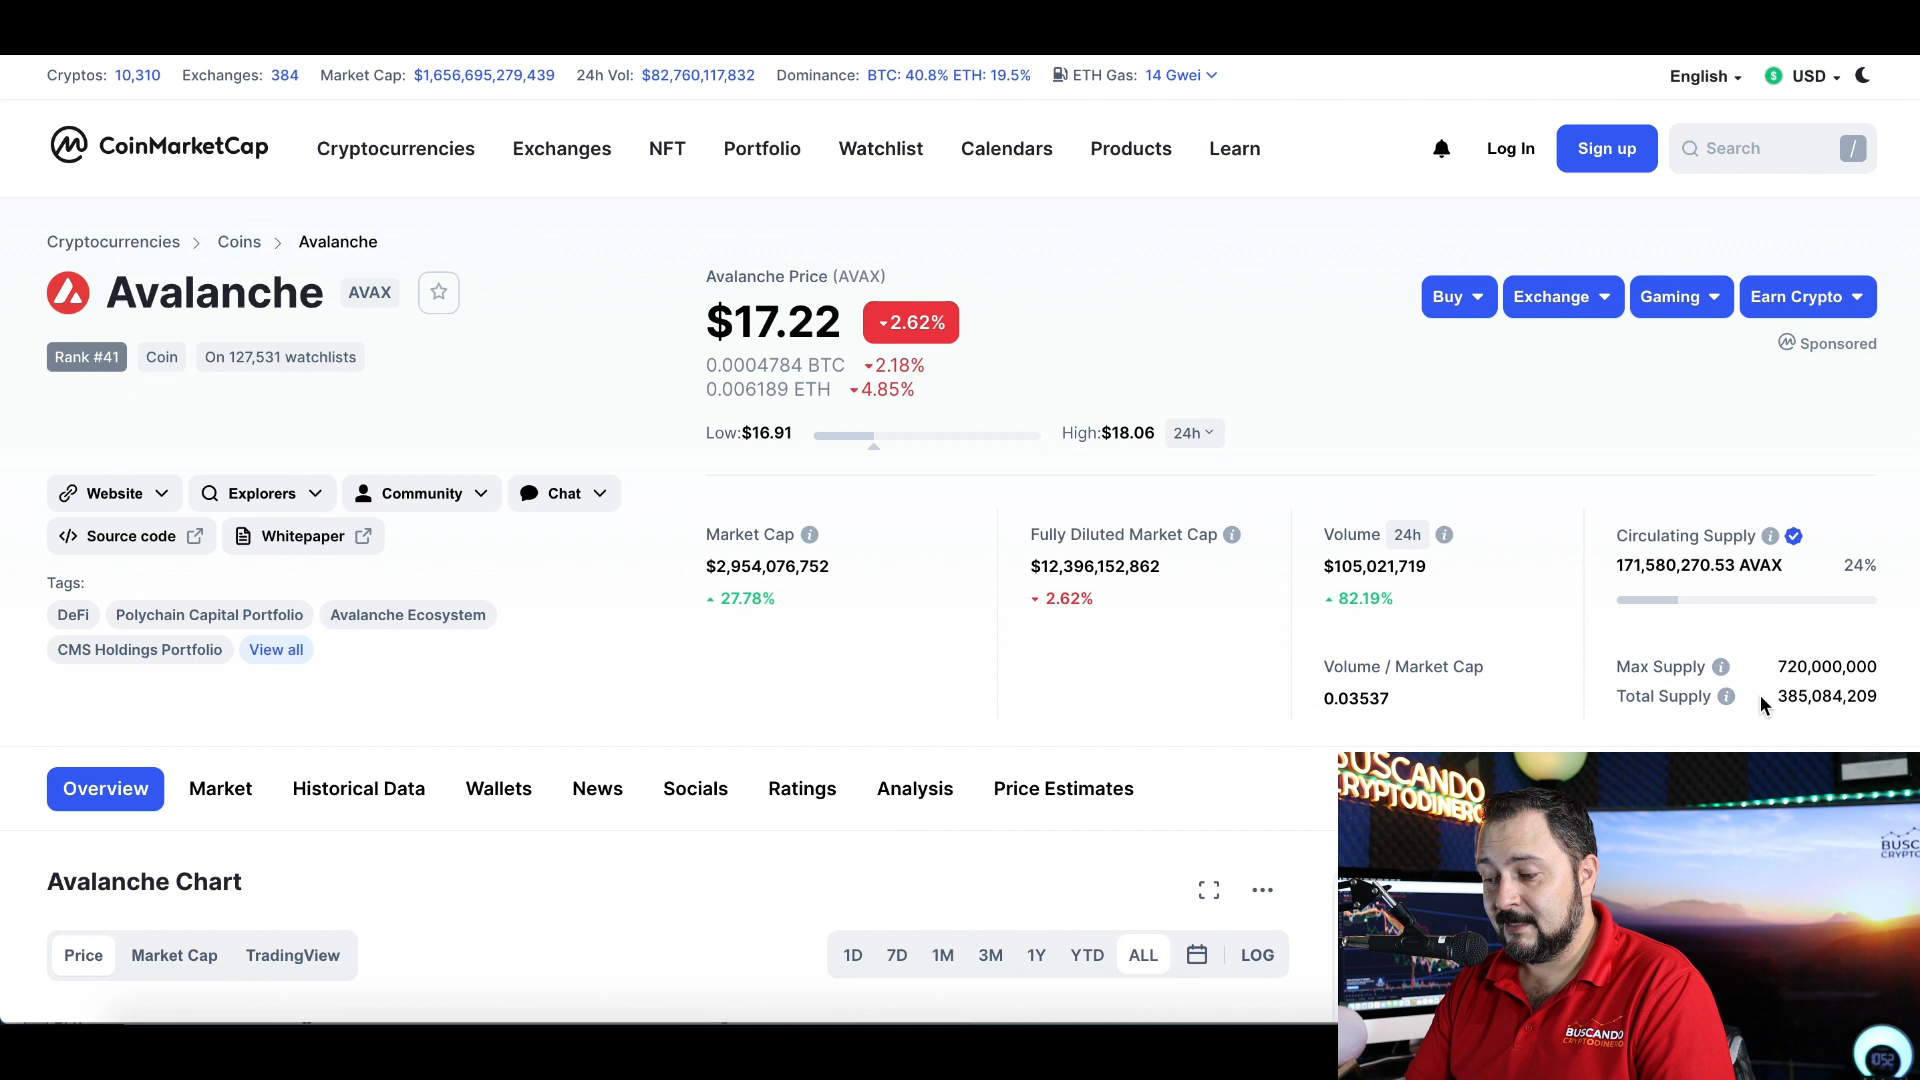 Cryptos: 10,310 Exchanges: 384 Market Cap: $1,656,695,279,439 24h Vol: $82,760,117,832 Dominance: BTC: 40.8% ETH: 19.5% ETH Gas: 14 Gwei
English USD
CoinMarketCap Cryptocurrencies Exchanges NFT Portfolio Watchlist Calendars Products Learn Log In Sign up Search /
Cryptocurrencies > Coins > Avalanche
Avalanche AVAX
Rank #41 Coin On 127,531 watchlists
Avalanche Price (AVAX)
$17.22 2.62%
0.0004784 BTC 2.18%
0.006189 ETH 4.85%
Low:$16.91 High:$18.06 24h
Buy Exchange Gaming Earn Crypto
Sponsored
Website Explorers Community Chat
Source code Whitepaper
Tags:
DeFi Polychain Capital Portfolio Avalanche Ecosystem
CMS Holdings Portfolio View all
Market Cap
$2,954,076,752
27.78%
Fully Diluted Market Cap
$12,396,152,862
2.62%
Volume 24h
$105,021,719
82.19%
Volume / Market Cap
0.03537
Circulating Supply
171,580,270.53 AVAX 24%
Max Supply 720,000,000
Total Supply 385,084,209
Overview Market Historical Data Wallets News Socials Ratings Analysis Price Estimates
Avalanche Chart
Price Market Cap TradingView
1D 7D 1M 3M 1Y YTD ALL LOG
BUSCANDO
CRYPTODINERO
BUSC
CRYPTO
BUSCANDO
CRYPTODINERO